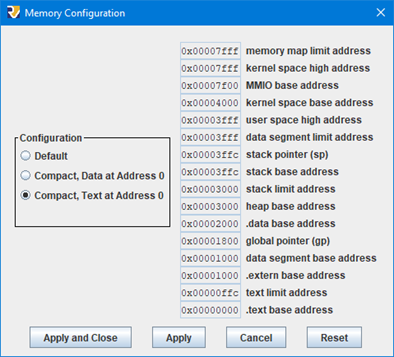 Memory Configuration
Configuration
Default
Compact, Data at Address 0
Compact, Text at Address 0
0x00007fff memory map limit address
0x00007fff kernel space high address
0x00007f00 MMIO base address
0x00004000 kernel space base address
0x00003fff user space high address
0x00003fff data segment limit address
0x00003ffc stack pointer (sp)
0x00003ffc stack base address
0x00003000 stack limit address
0x00003000 heap base address
0x00002000 .data base address
0x00001800 global pointer (gp)
0x00001000 data segment base address
0x00001000 .extern base address
0x00000ffc text limit address
0x00000000 .text base address
Apply and Close Apply Cancel Reset